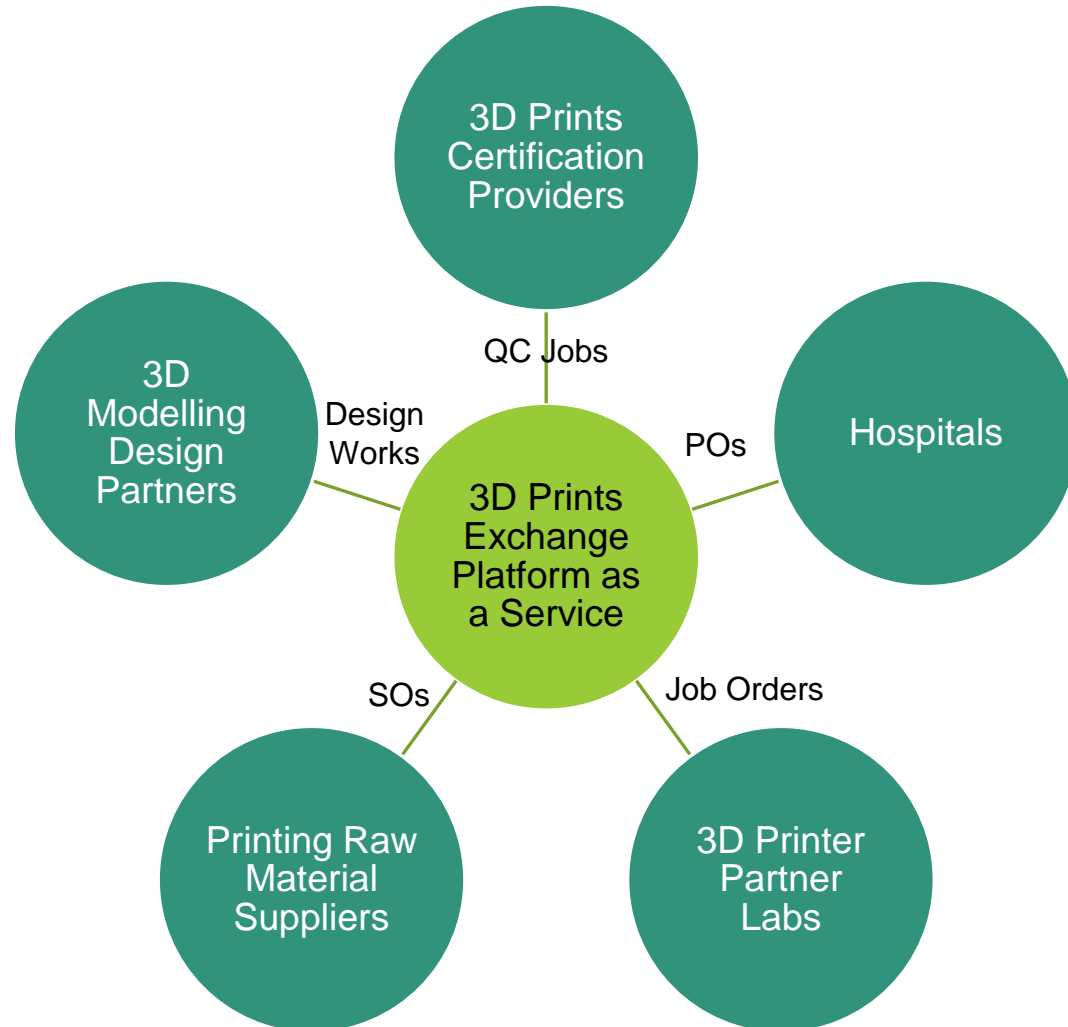 3D Prints
Certification
Providers
QC Jobs
3D
Modelling
Design
Partners
Design
Works
POs
Hospitals
3D Prints
Exchange
Platform as
a Service
SOs
Job Orders
Printing Raw
Material
Suppliers
3D Printer
Partner
Labs